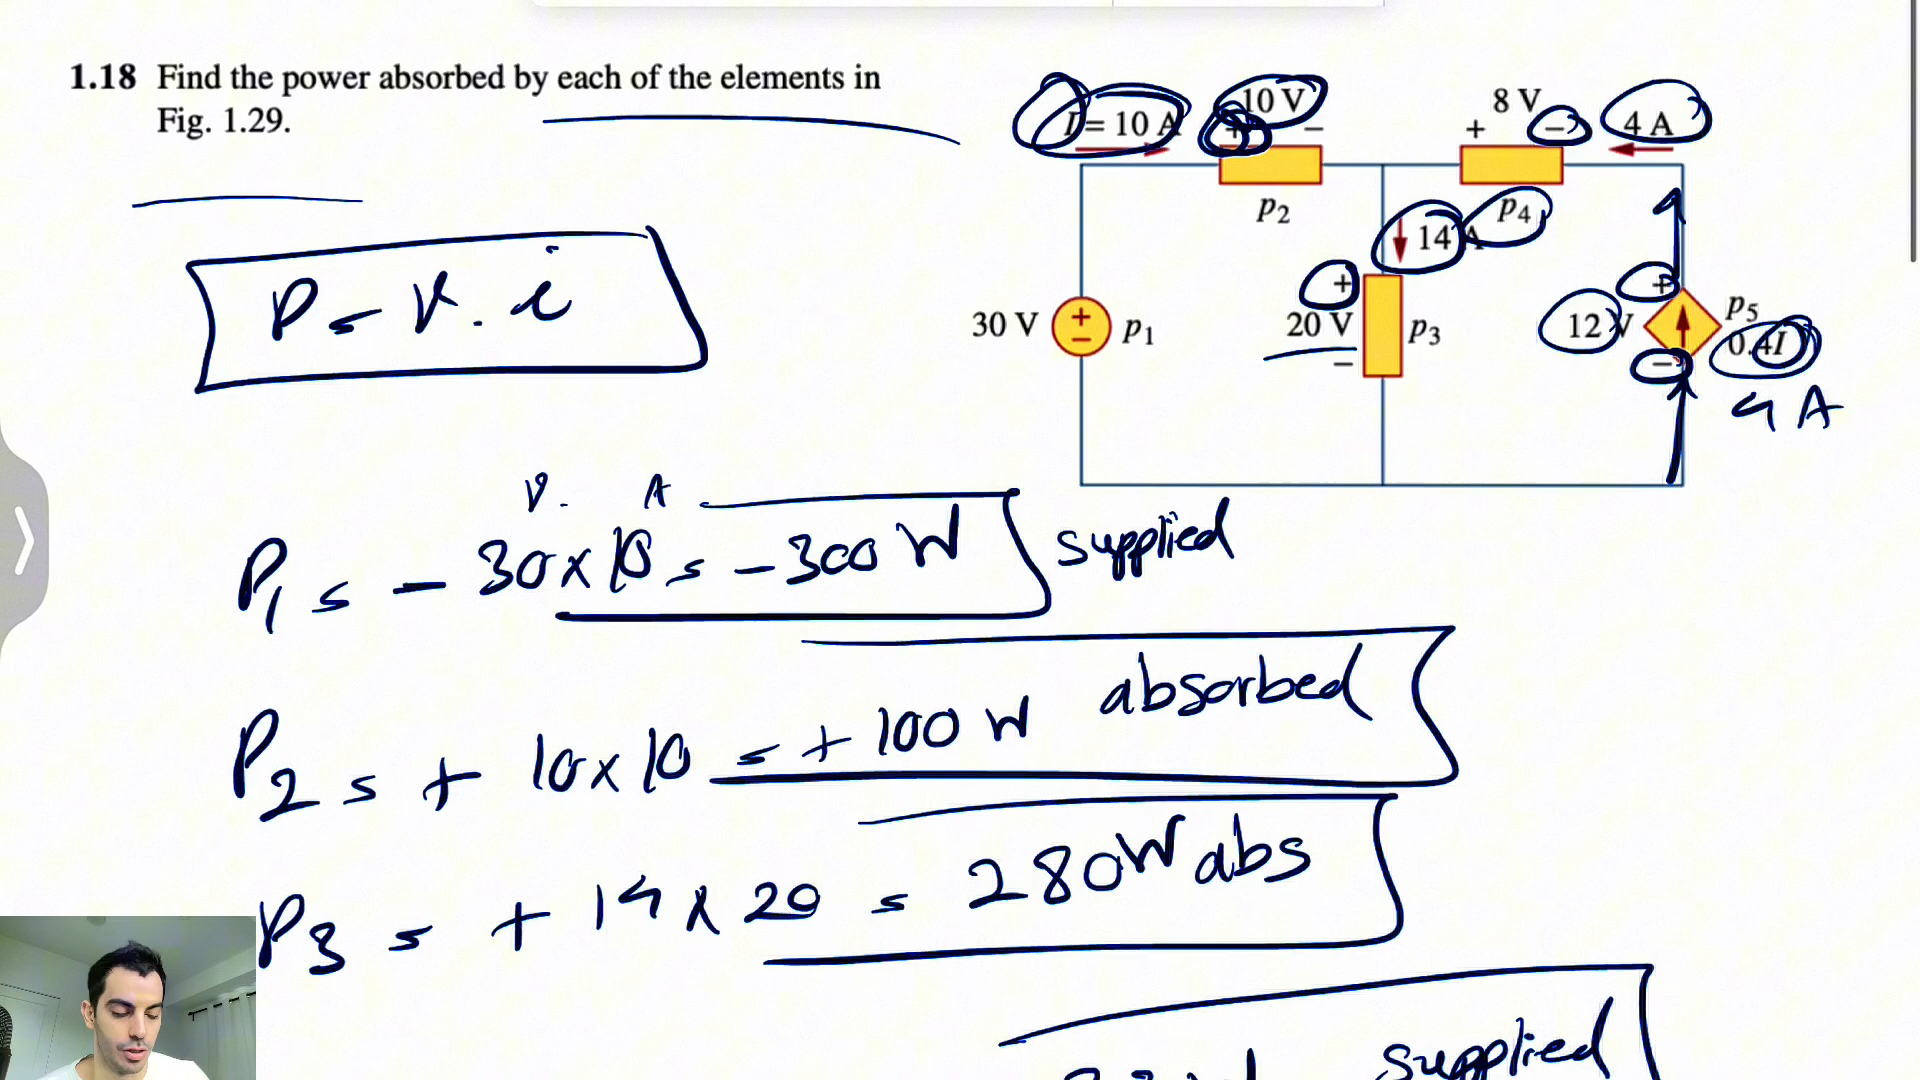 1.18 Find the power absorbed by each of the elements in
Fig. 1.29.
I = 10 A
10 V
+ −
8 V
+ −
4 A
p2
p4
14 A
30 V
+
−
p1
+
20 V
−
p3
+
12 V
−
p5
0.4I
4 A
P = V . i
V. A
P1 = − 30 x 10 = −300 W supplied
P2 = + 10 x 10 = + 100 W absorbed
P3 = + 14 x 20 = 280 W abs
supplied